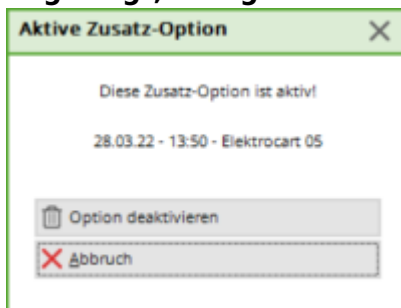 Aktive Zusatz-Option
Diese Zusatz-Option ist aktiv!
28.03.22 - 13:50 - Elektrocart 05
Option deaktivieren
Abbruch